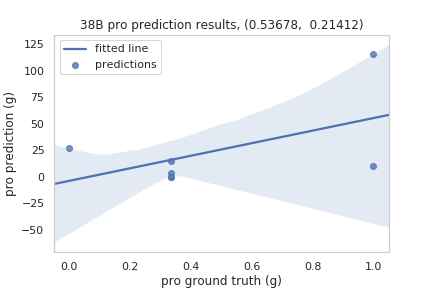 38B pro prediction results, (0.53678,  0.21412)
fitted line
predictions
125
100
75
50
25
0
−25
−50
pro prediction (g)
0.0 0.2 0.4 0.6 0.8 1.0
pro ground truth (g)